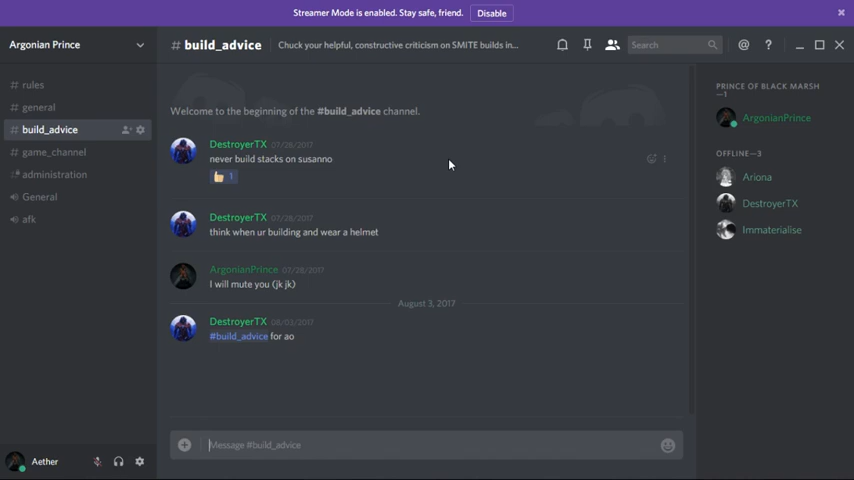 Streamer Mode is enabled. Stay safe, friend. Disable
Argonian Prince
# build_advice Chuck your helpful, constructive criticism on SMITE builds in... Search
# rules
# general
# build_advice
# game_channel
administration
General
afk
Welcome to the beginning of the #build_advice channel.
DestroyerTX 07/28/2017
never build stacks on susanno
1
DestroyerTX 07/28/2017
think when ur building and wear a helmet
ArgonianPrince 07/28/2017
I will mute you (jk jk)
August 3, 2017
DestroyerTX 08/03/2017
#build_advice for ao
Message #build_advice
PRINCE OF BLACK MARSH
—1
ArgonianPrince
OFFLINE—3
Ariona
DestroyerTX
Immaterialise
Aether